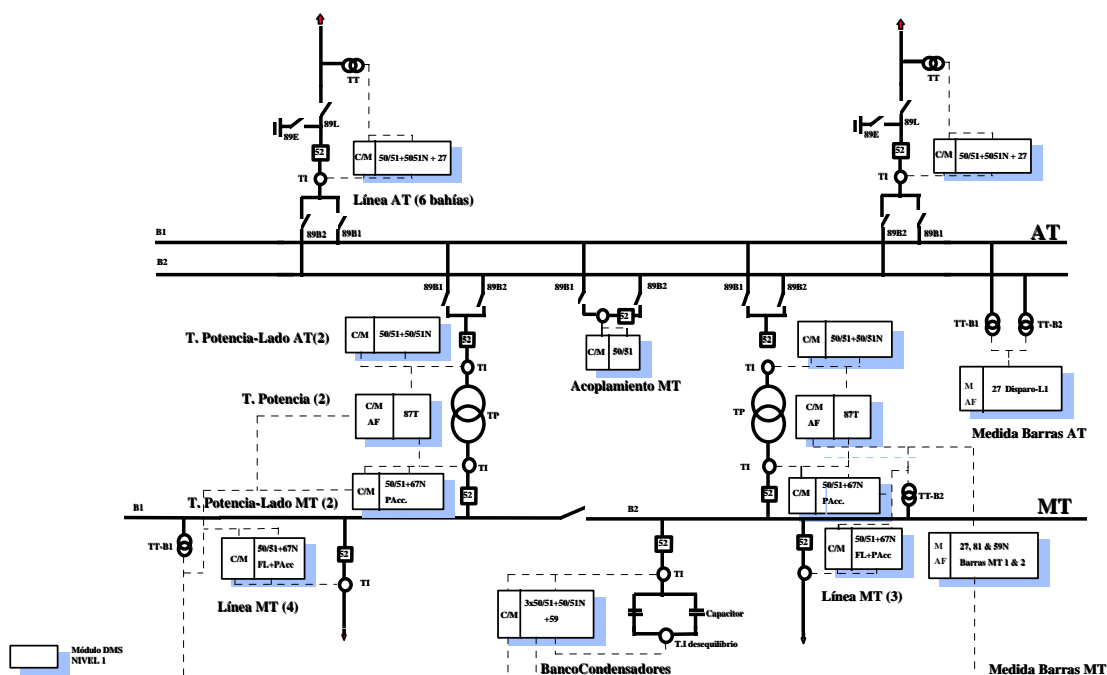 TT
TT
89L
89L
89E
89E
52
52
C/M
50/51+5051N + 27
C/M
50/51+5051N + 27
TI
TI
Línea AT (6 bahías)
89B2
89B1
89B2
89B1
B1
AT
B2
89B1
89B2
89B1
89B2
89B1
89B2
52
TT-B1
TT-B2
T. Potencia-Lado AT(2)
C/M
50/51+50/51N
52
C/M
50/51
52
C/M
50/51+50/51N
TI
TI
Acoplamiento MT
M
AF
27 Disparo-L1
T. Potencia (2)
C/M
AF
87T
TP
TP
C/M
AF
87T
Medida Barras AT
TI
TI
C/M
50/51+67N
PAcc.
C/M
50/51+67N
PAcc.
T. Potencia-Lado MT (2)
52
52
TT-B2
B1
B2
MT
TT-B1
C/M
50/51+67N
FL+PAcc
52
52
52
C/M
50/51+67N
FL+PAcc
M
AF
27, 81 & 59N
Barras MT 1 & 2
TI
TI
TI
Línea MT (4)
C/M
3x50/51+50/51N
+59
Capacitor
Línea MT (3)
T.I desequilibrio
Módulo DMS
NIVEL 1
BancoCondensadores
Medida Barras MT